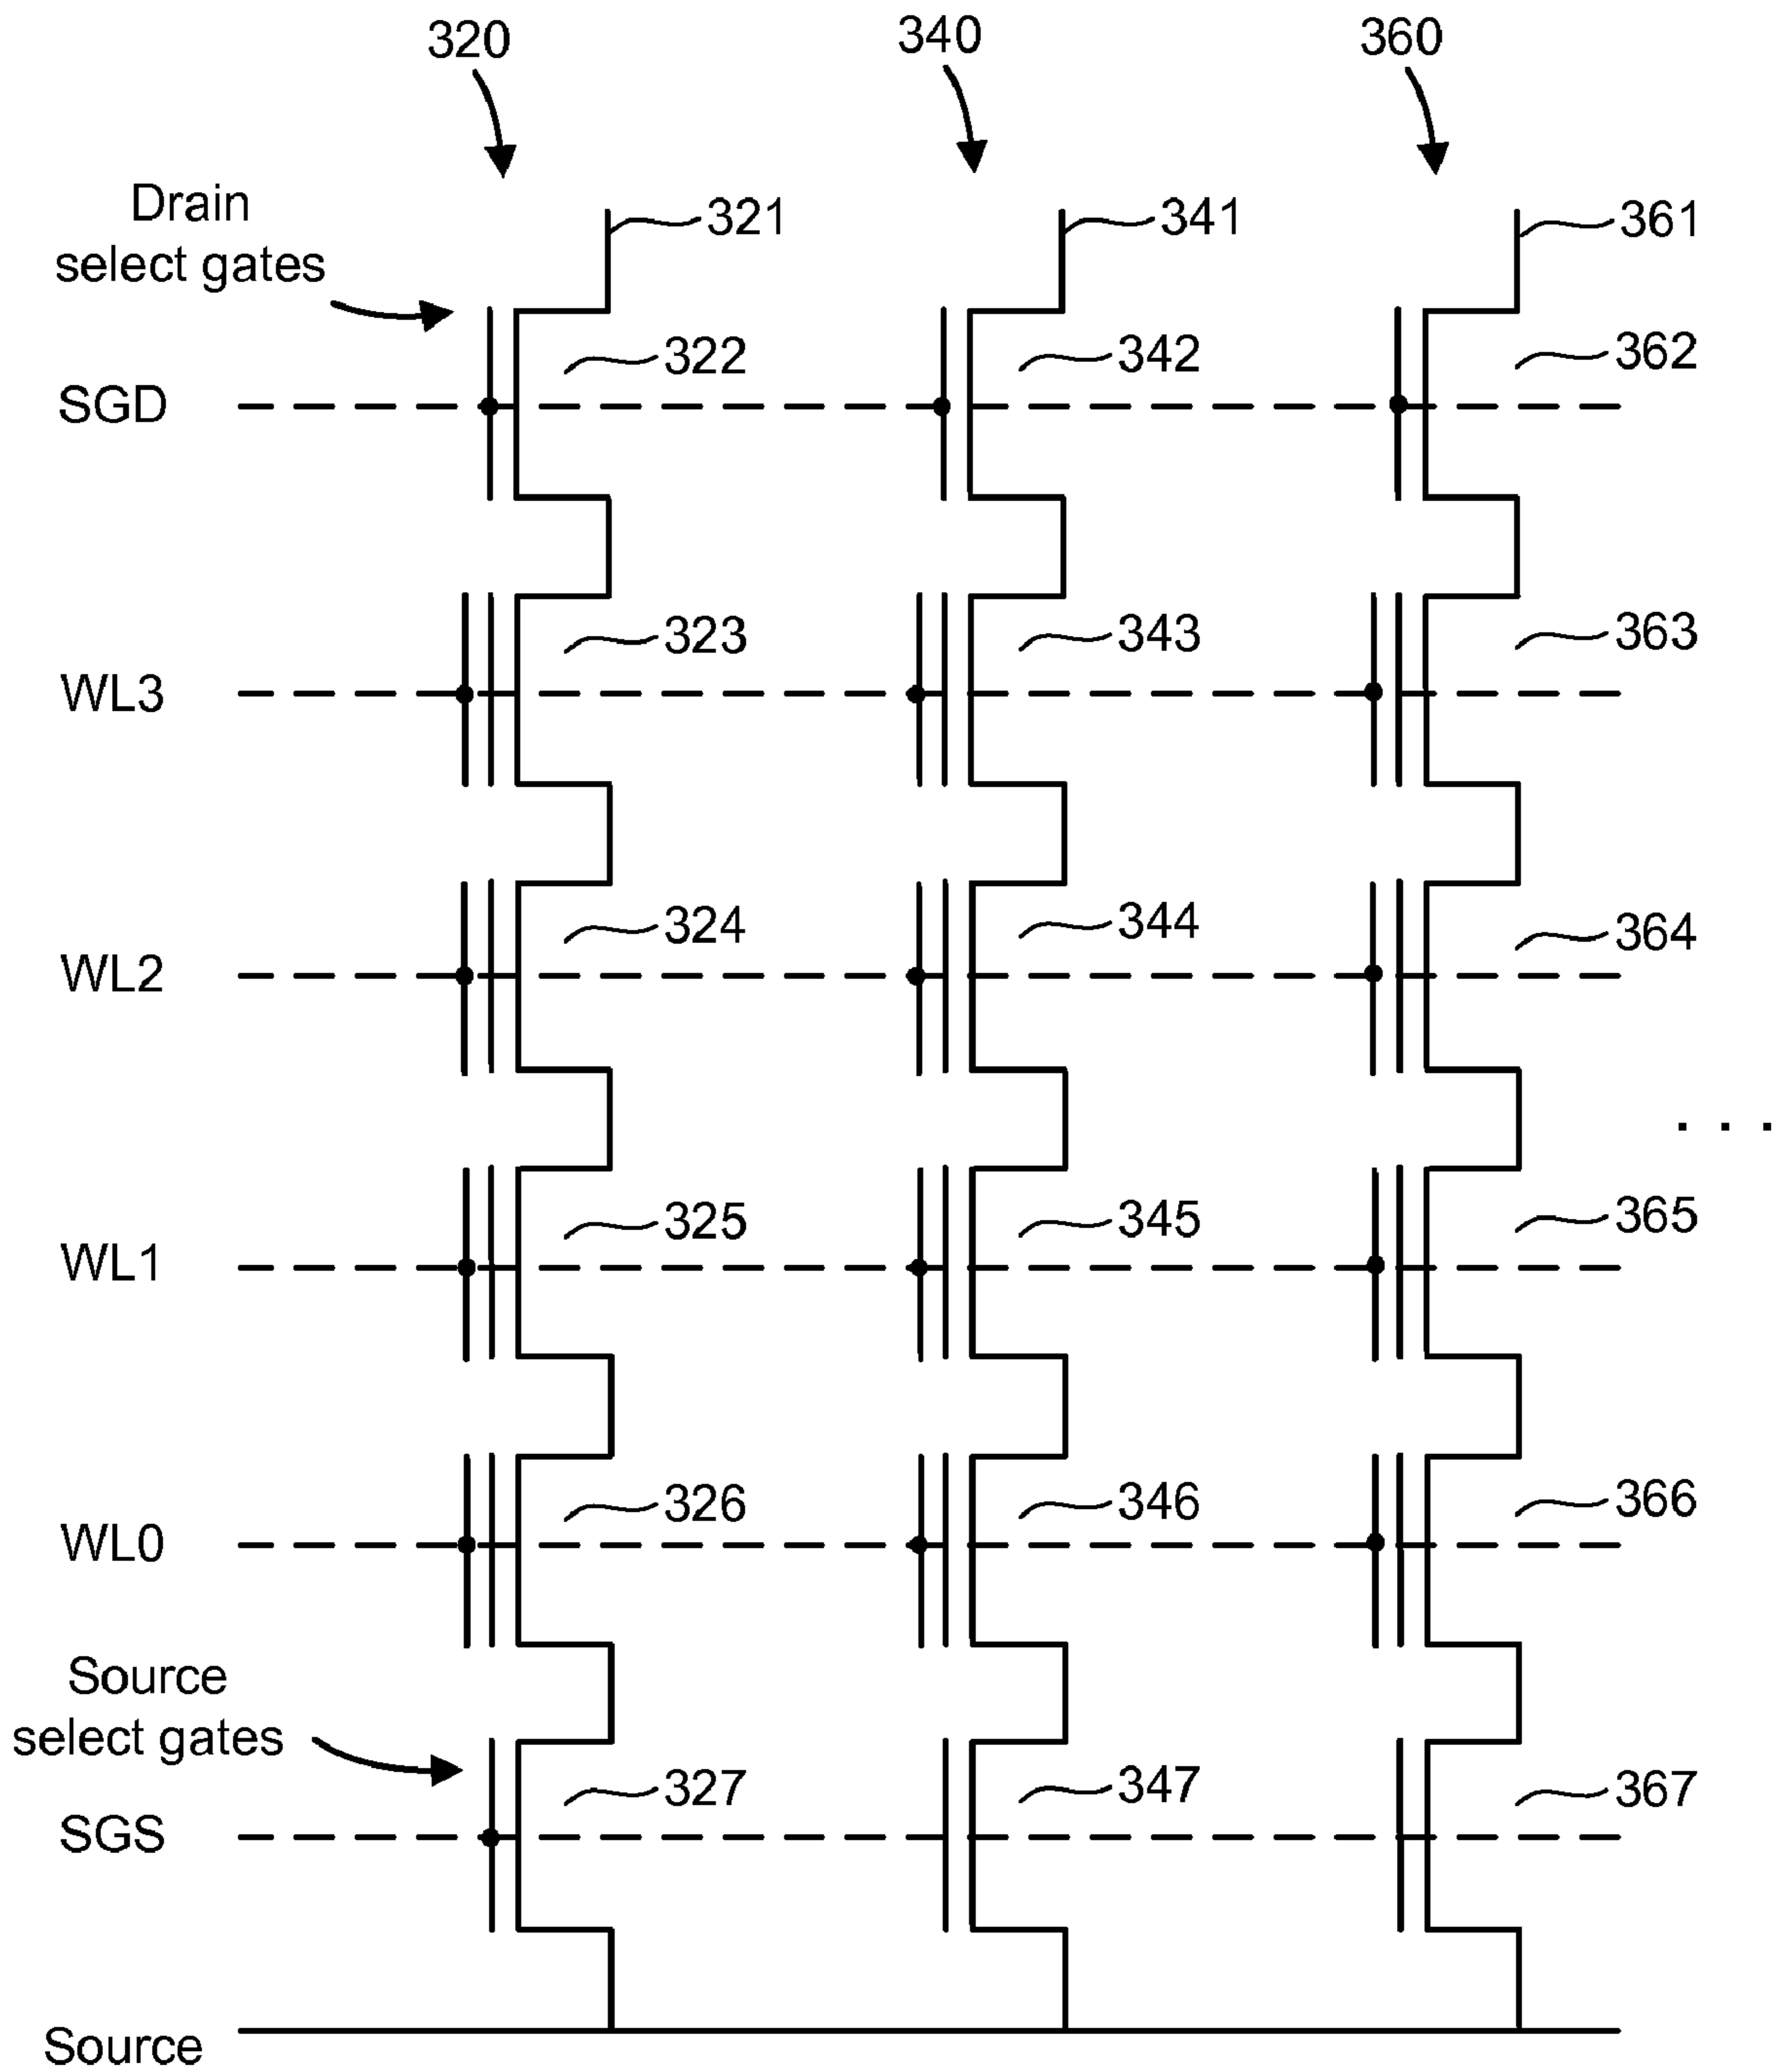 320 340 360
Drain
select gates
321 341 361
322 342 362
SGD
323 343 363
WL3
324 344 364
WL2
. . .
325 345 365
WL1
326 346 366
WL0
Source
select gates
327 347 367
SGS
Source